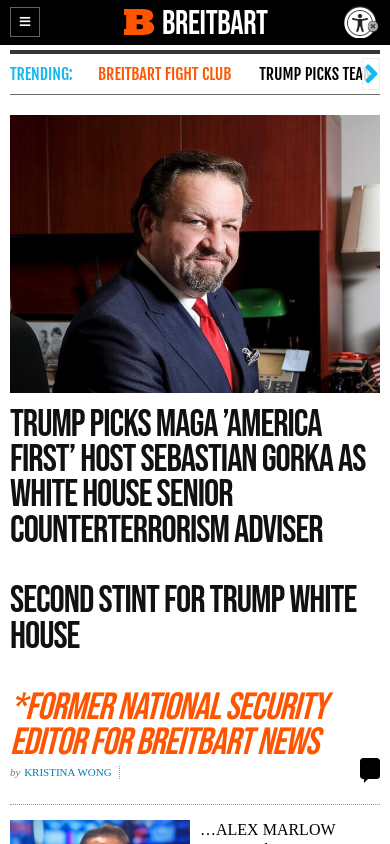 BREITBART
TRENDING: BREITBART FIGHT CLUB TRUMP PICKS TEA
TRUMP PICKS MAGA ’AMERICA
FIRST’ HOST SEBASTIAN GORKA AS
WHITE HOUSE SENIOR
COUNTERTERRORISM ADVISER
SECOND STINT FOR TRUMP WHITE
HOUSE
*FORMER NATIONAL SECURITY
EDITOR FOR BREITBART NEWS
by KRISTINA WONG
…ALEX MARLOW